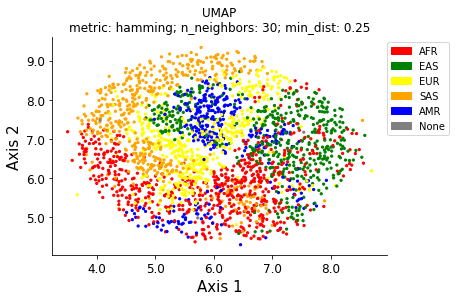 UMAP
metric: hamming; n_neighbors: 30; min_dist: 0.25
AFR
EAS
EUR
SAS
AMR
None
Axis 2
9.0
8.0
7.0
6.0
5.0
4.0 5.0 6.0 7.0 8.0
Axis 1